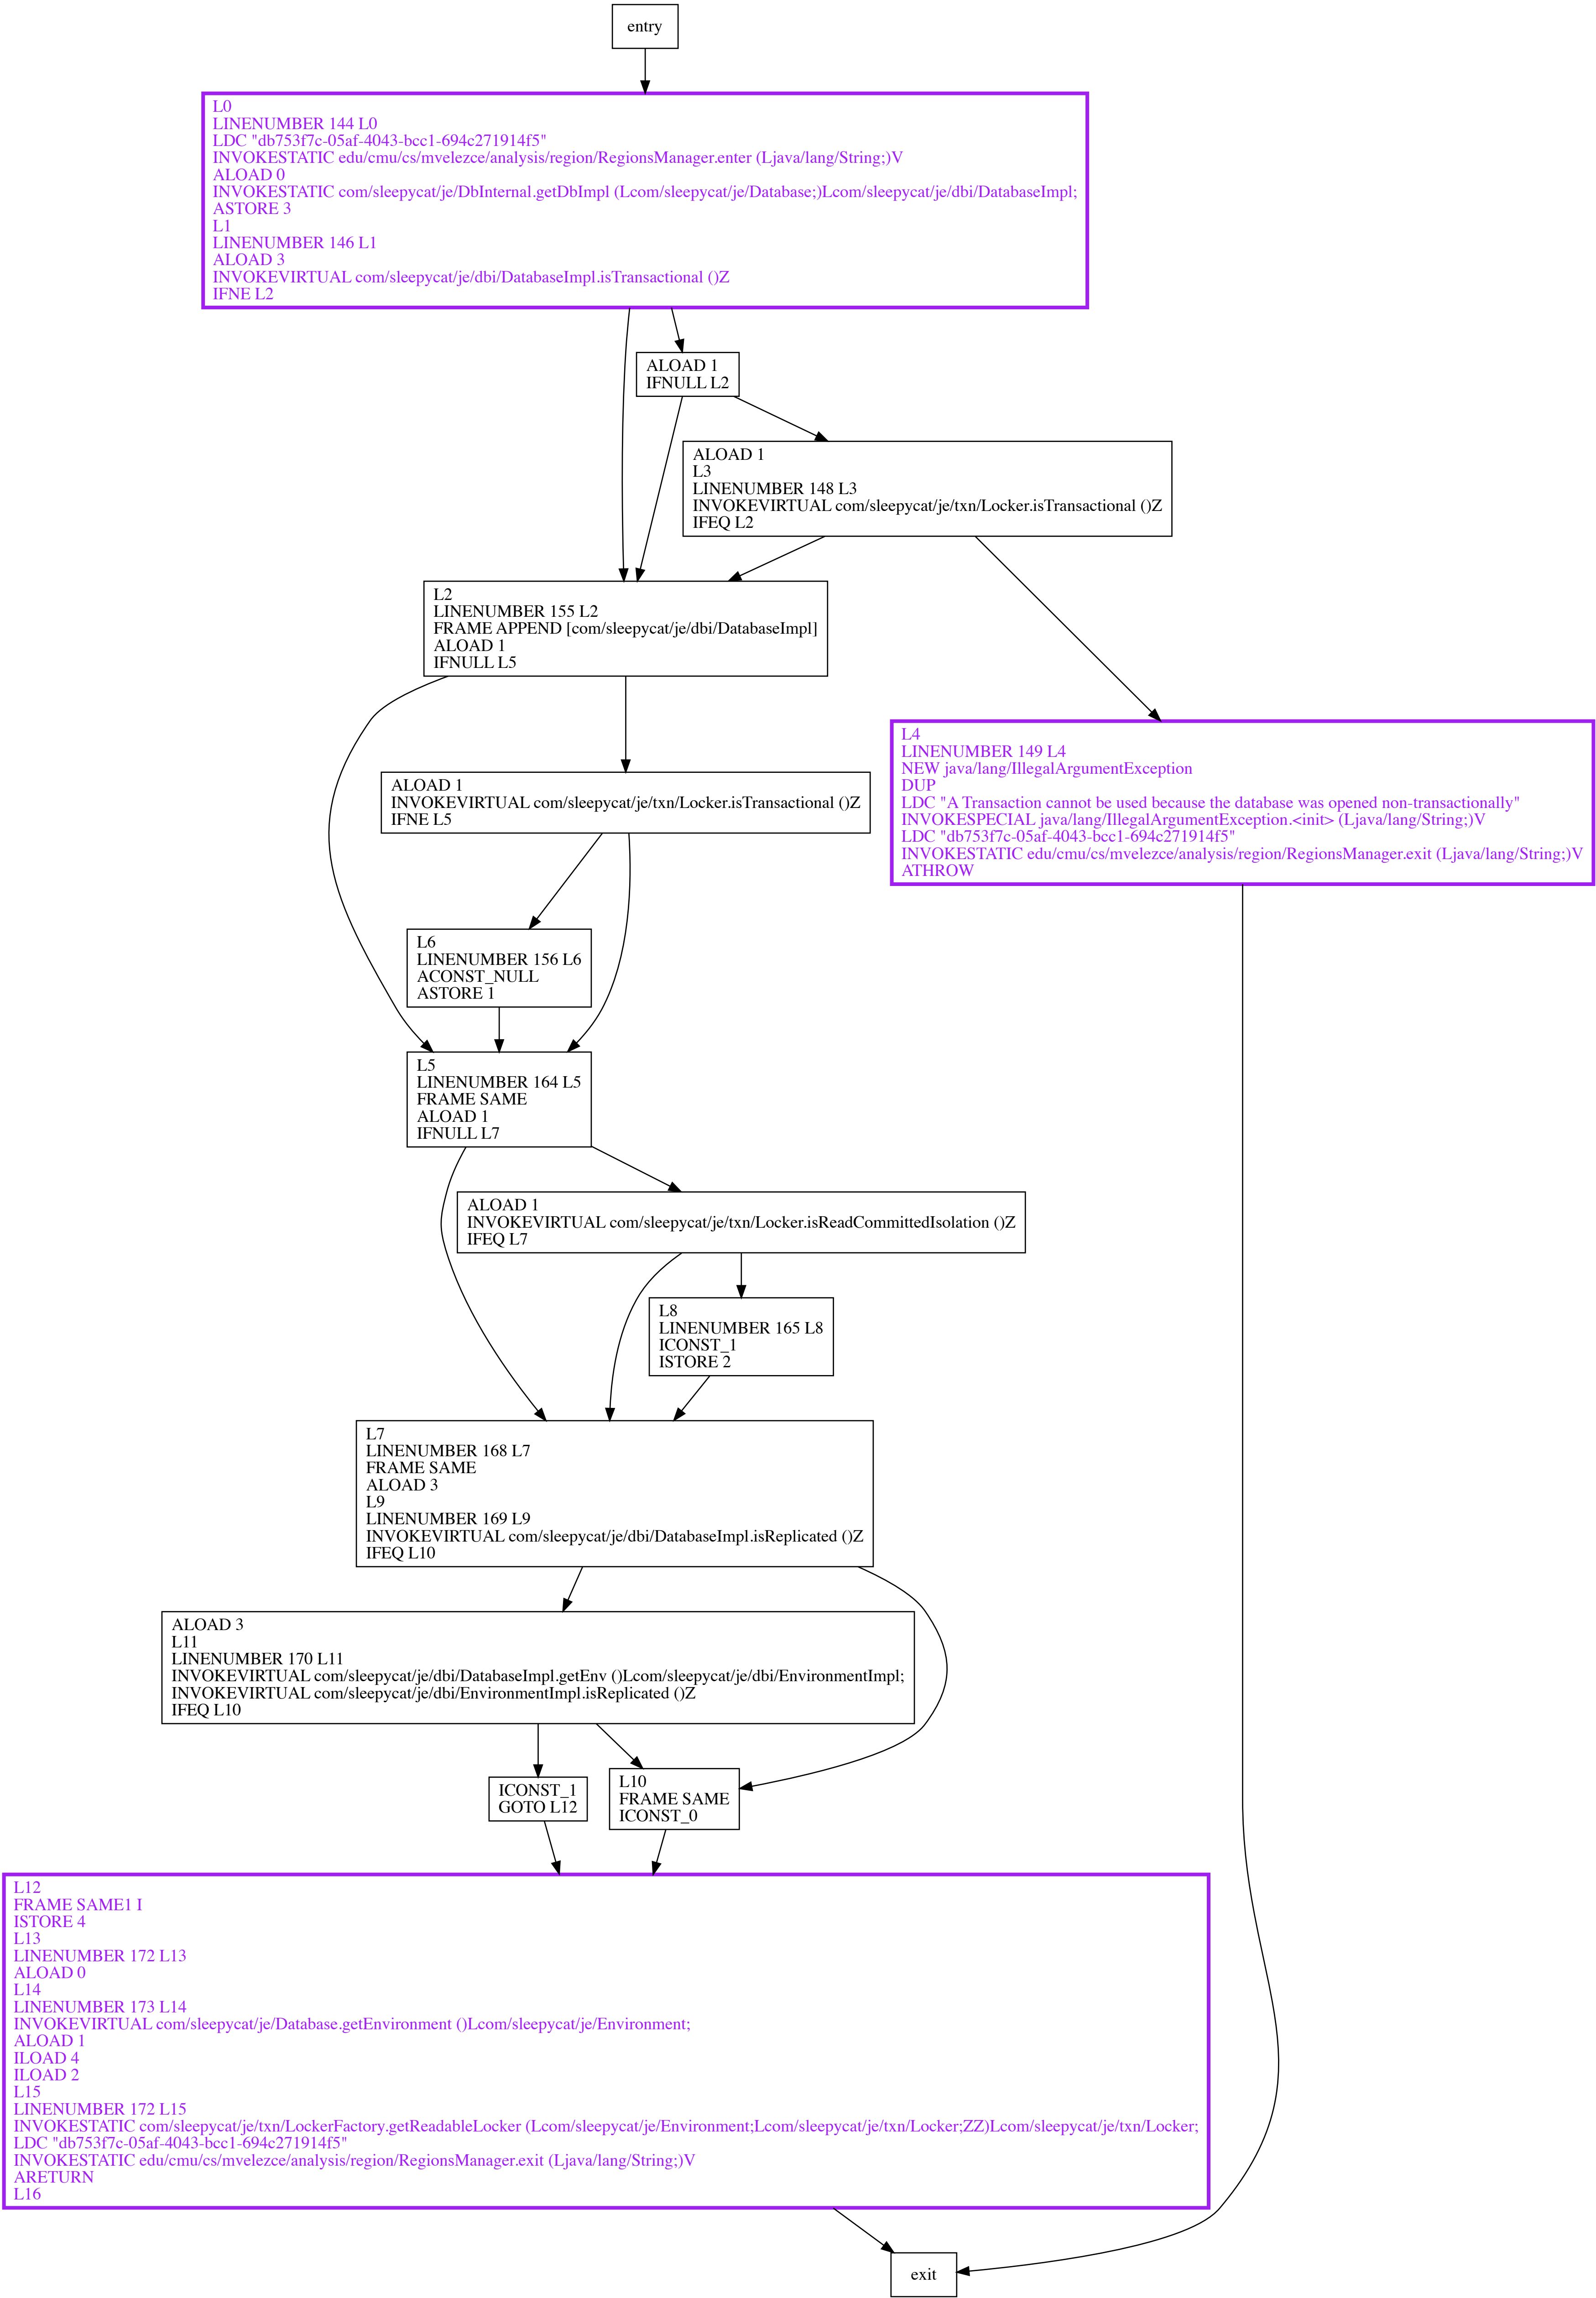 entry
L0
LINENUMBER 144 L0
LDC "db753f7c-05af-4043-bcc1-694c271914f5"
INVOKESTATIC edu/cmu/cs/mvelezce/analysis/region/RegionsManager.enter (Ljava/lang/String;)V
ALOAD 0
INVOKESTATIC com/sleepycat/je/DbInternal.getDbImpl (Lcom/sleepycat/je/Database;)Lcom/sleepycat/je/dbi/DatabaseImpl;
ASTORE 3
L1
LINENUMBER 146 L1
ALOAD 3
INVOKEVIRTUAL com/sleepycat/je/dbi/DatabaseImpl.isTransactional ()Z
IFNE L2
ALOAD 1
IFNULL L2
ALOAD 1
L3
LINENUMBER 148 L3
INVOKEVIRTUAL com/sleepycat/je/txn/Locker.isTransactional ()Z
IFEQ L2
L2
LINENUMBER 155 L2
FRAME APPEND [com/sleepycat/je/dbi/DatabaseImpl]
ALOAD 1
IFNULL L5
L4
LINENUMBER 149 L4
NEW java/lang/IllegalArgumentException
DUP
LDC "A Transaction cannot be used because the database was opened non-transactionally"
INVOKESPECIAL java/lang/IllegalArgumentException.<init> (Ljava/lang/String;)V
LDC "db753f7c-05af-4043-bcc1-694c271914f5"
INVOKESTATIC edu/cmu/cs/mvelezce/analysis/region/RegionsManager.exit (Ljava/lang/String;)V
ATHROW
ALOAD 1
INVOKEVIRTUAL com/sleepycat/je/txn/Locker.isTransactional ()Z
IFNE L5
L6
LINENUMBER 156 L6
ACONST_NULL
ASTORE 1
L5
LINENUMBER 164 L5
FRAME SAME
ALOAD 1
IFNULL L7
ALOAD 1
INVOKEVIRTUAL com/sleepycat/je/txn/Locker.isReadCommittedIsolation ()Z
IFEQ L7
L8
LINENUMBER 165 L8
ICONST_1
ISTORE 2
L7
LINENUMBER 168 L7
FRAME SAME
ALOAD 3
L9
LINENUMBER 169 L9
INVOKEVIRTUAL com/sleepycat/je/dbi/DatabaseImpl.isReplicated ()Z
IFEQ L10
ALOAD 3
L11
LINENUMBER 170 L11
INVOKEVIRTUAL com/sleepycat/je/dbi/DatabaseImpl.getEnv ()Lcom/sleepycat/je/dbi/EnvironmentImpl;
INVOKEVIRTUAL com/sleepycat/je/dbi/EnvironmentImpl.isReplicated ()Z
IFEQ L10
ICONST_1
GOTO L12
L10
FRAME SAME
ICONST_0
L12
FRAME SAME1 I
ISTORE 4
L13
LINENUMBER 172 L13
ALOAD 0
L14
LINENUMBER 173 L14
INVOKEVIRTUAL com/sleepycat/je/Database.getEnvironment ()Lcom/sleepycat/je/Environment;
ALOAD 1
ILOAD 4
ILOAD 2
L15
LINENUMBER 172 L15
INVOKESTATIC com/sleepycat/je/txn/LockerFactory.getReadableLocker (Lcom/sleepycat/je/Environment;Lcom/sleepycat/je/txn/Locker;ZZ)Lcom/sleepycat/je/txn/Locker;
LDC "db753f7c-05af-4043-bcc1-694c271914f5"
INVOKESTATIC edu/cmu/cs/mvelezce/analysis/region/RegionsManager.exit (Ljava/lang/String;)V
ARETURN
L16
exit